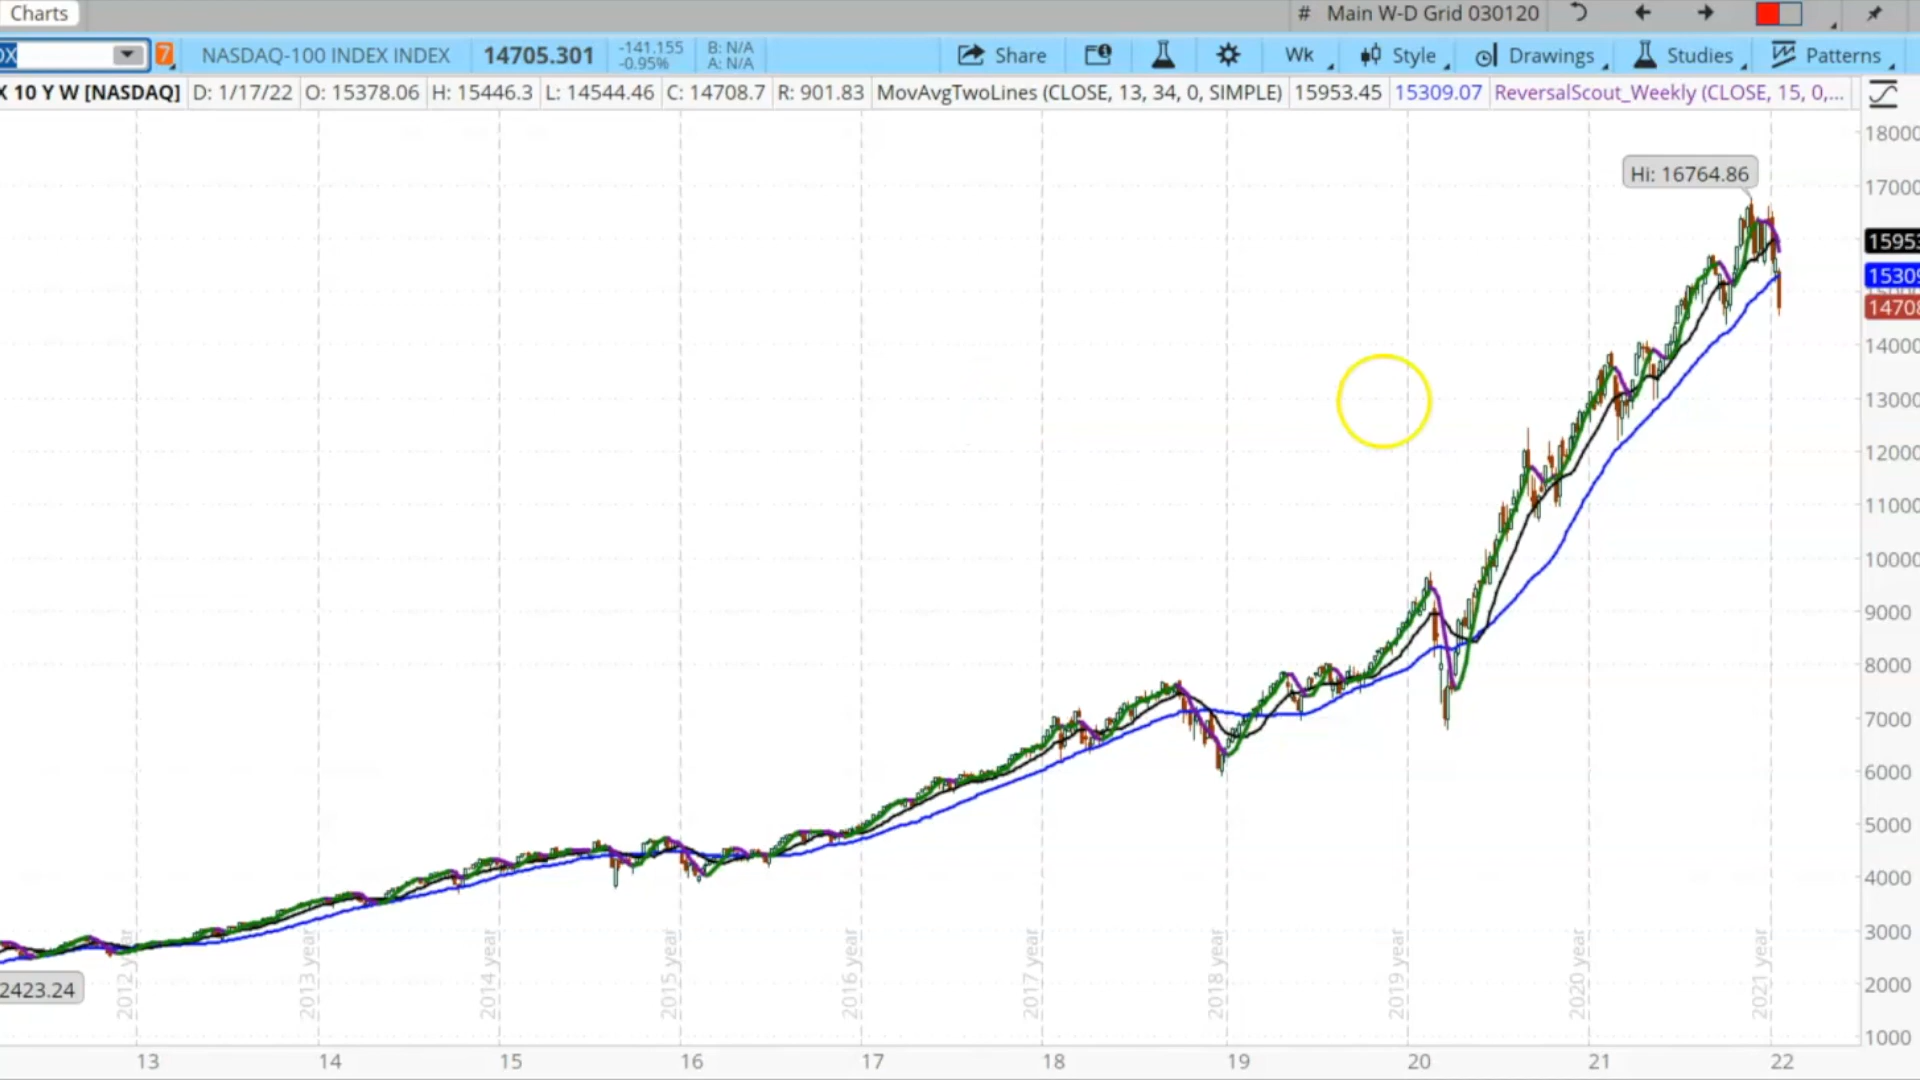 Charts # Main W-D Grid 030120
DX 7 NASDAQ-100 INDEX INDEX 14705.301 -141.155 B: N/A Share Wk Style Drawings Studies Patterns
-0.95% A: N/A
X 10 Y W [NASDAQ] D: 1/17/22 O: 15378.06 H: 15446.3 L: 14544.46 C: 14708.7 R: 901.83 MovAvgTwoLines (CLOSE, 13, 34, 0, SIMPLE) 15953.45 15309.07 ReversalScout_Weekly (CLOSE, 15, 0,...
18000
Hi: 16764.86
17000
15953
15309
14708
14000
13000
12000
11000
10000
9000
8000
7000
6000
5000
4000
3000
2012 year 2013 year 2014 year 2015 year 2016 year 2017 year 2018 year 2019 year 2020 year 2021 year
2423.24 2000
1000
13 14 15 16 17 18 19 20 21 22